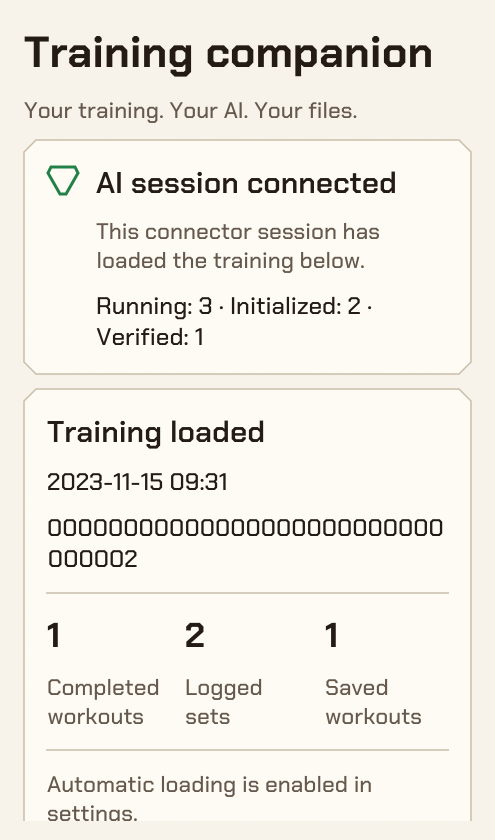 Training companion
Your training. Your AI. Your files.
AI session connected
This connector session has
loaded the training below.
Running: 3 · Initialized: 2 ·
Verified: 1
Training loaded
2023-11-15 09:31
00000000000000000000000000
000002
1
Completed
workouts
2
Logged
sets
1
Saved
workouts
Automatic loading is enabled in
settings.